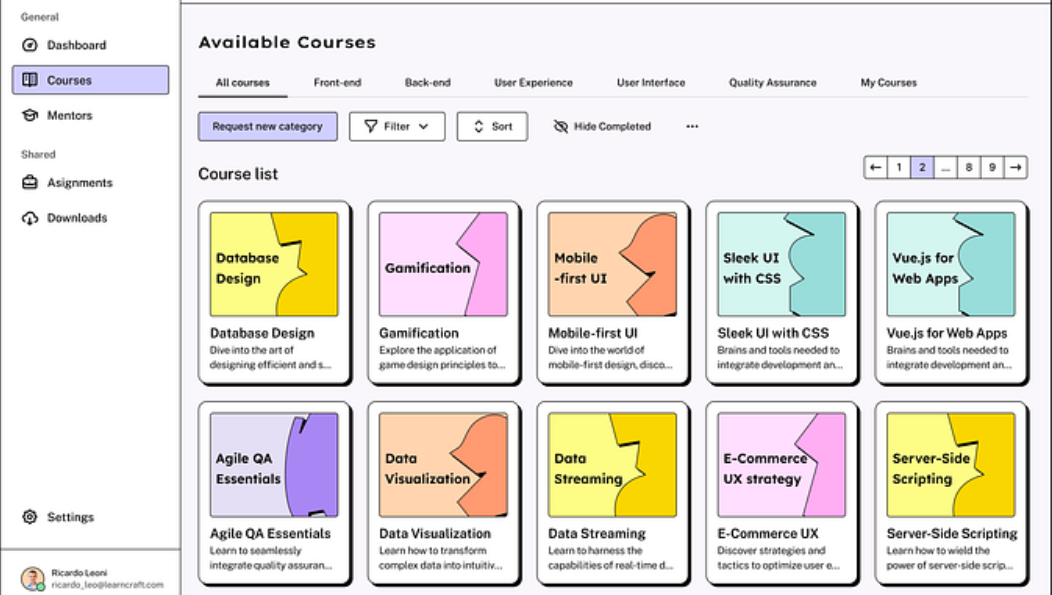 General
Dashboard
Courses
Mentors
Shared
Asignments
Downloads
Settings
Ricardo Leoni
ricardo_leo@learncraft.com
Available Courses
All courses Front-end Back-end User Experience User Interface Quality Assurance My Courses
Request new category Filter Sort Hide Completed ...
Course list
← 1 2 ... 8 9 →
Database
Design
Database Design
Dive into the art of
designing efficient and s...
Gamification
Gamification
Explore the application of
game design principles to...
Mobile
-first UI
Mobile-first UI
Dive into the world of
mobile-first design, disco...
Sleek UI
with CSS
Sleek UI with CSS
Brains and tools needed to
integrate development an...
Vue.js for
Web Apps
Vue.js for Web Apps
Brains and tools needed to
integrate development an...
Agile QA
Essentials
Agile QA Essentials
Learn to seamlessly
integrate quality assuran...
Data
Visualization
Data Visualization
Learn how to transform
complex data into intuitiv...
Data
Streaming
Data Streaming
Learn to harness the
capabilities of real-time d...
E-Commerce
UX strategy
E-Commerce UX
Discover strategies and
tactics to optimize user e...
Server-Side
Scripting
Server-Side Scripting
Learn how to wield the
power of server-side scrip...